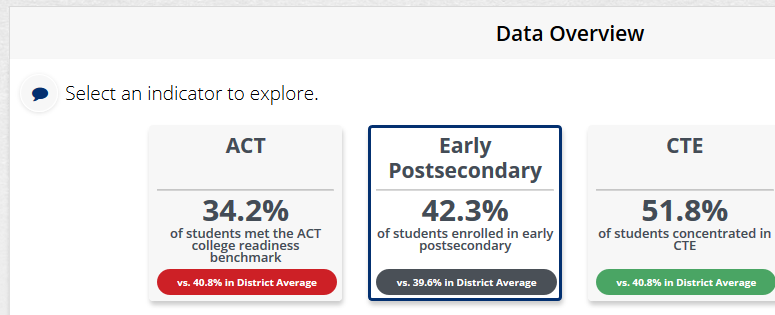 Data Overview
Select an indicator to explore.
ACT
34.2%
of students met the ACT
college readiness
benchmark
vs. 40.8% in District Average
Early
Postsecondary
42.3%
of students enrolled in early
postsecondary
vs. 39.6% in District Average
CTE
51.8%
of students concentrated in
CTE
vs. 40.8% in District Average